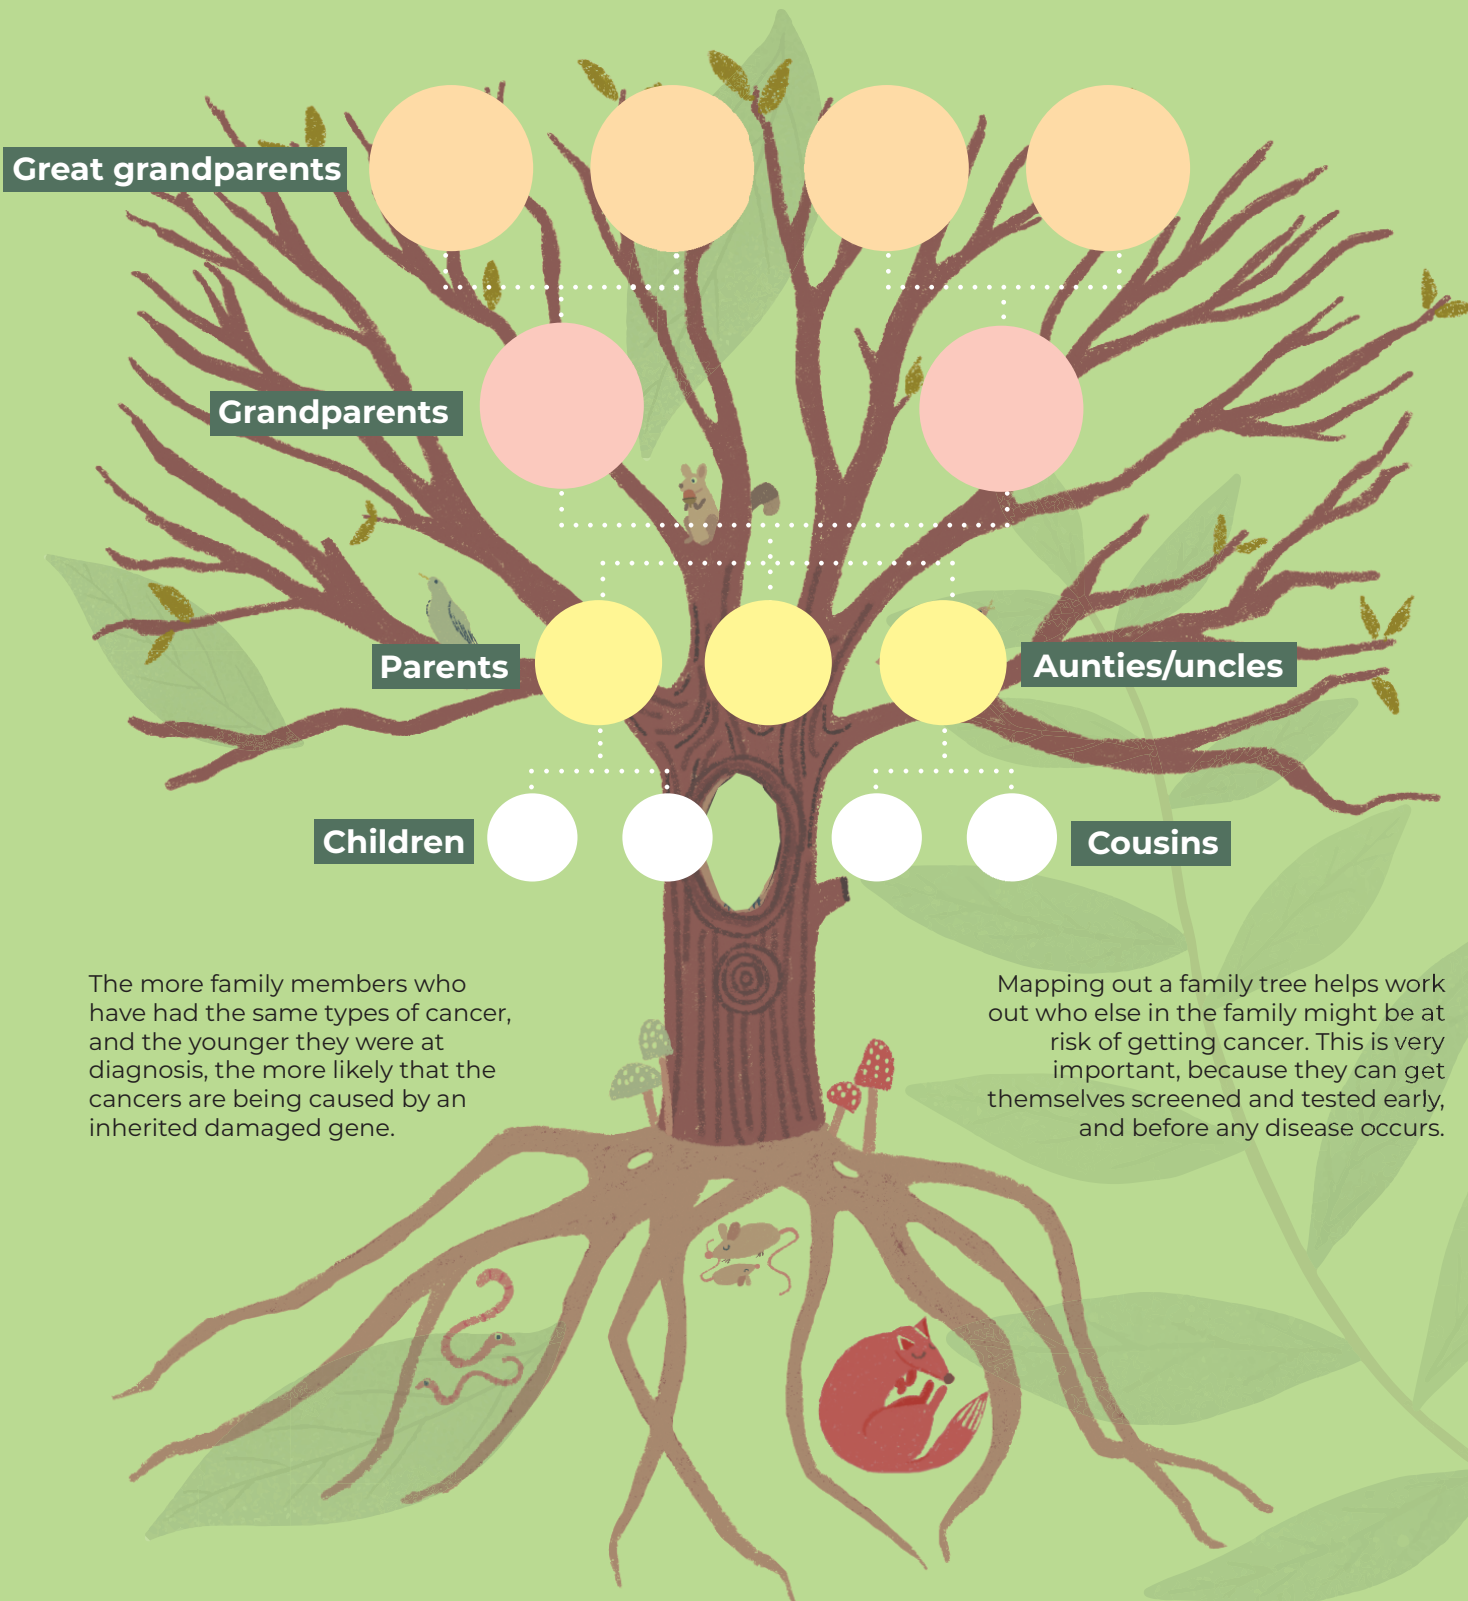 Great grandparents
Grandparents
Parents
Aunties/uncles
Children
Cousins
The more family members who
have had the same types of cancer,
and the younger they were at
diagnosis, the more likely that the
cancers are being caused by an
inherited damaged gene.
Mapping out a family tree helps work
out who else in the family might be at
risk of getting cancer. This is very
important, because they can get
themselves screened and tested early,
and before any disease occurs.